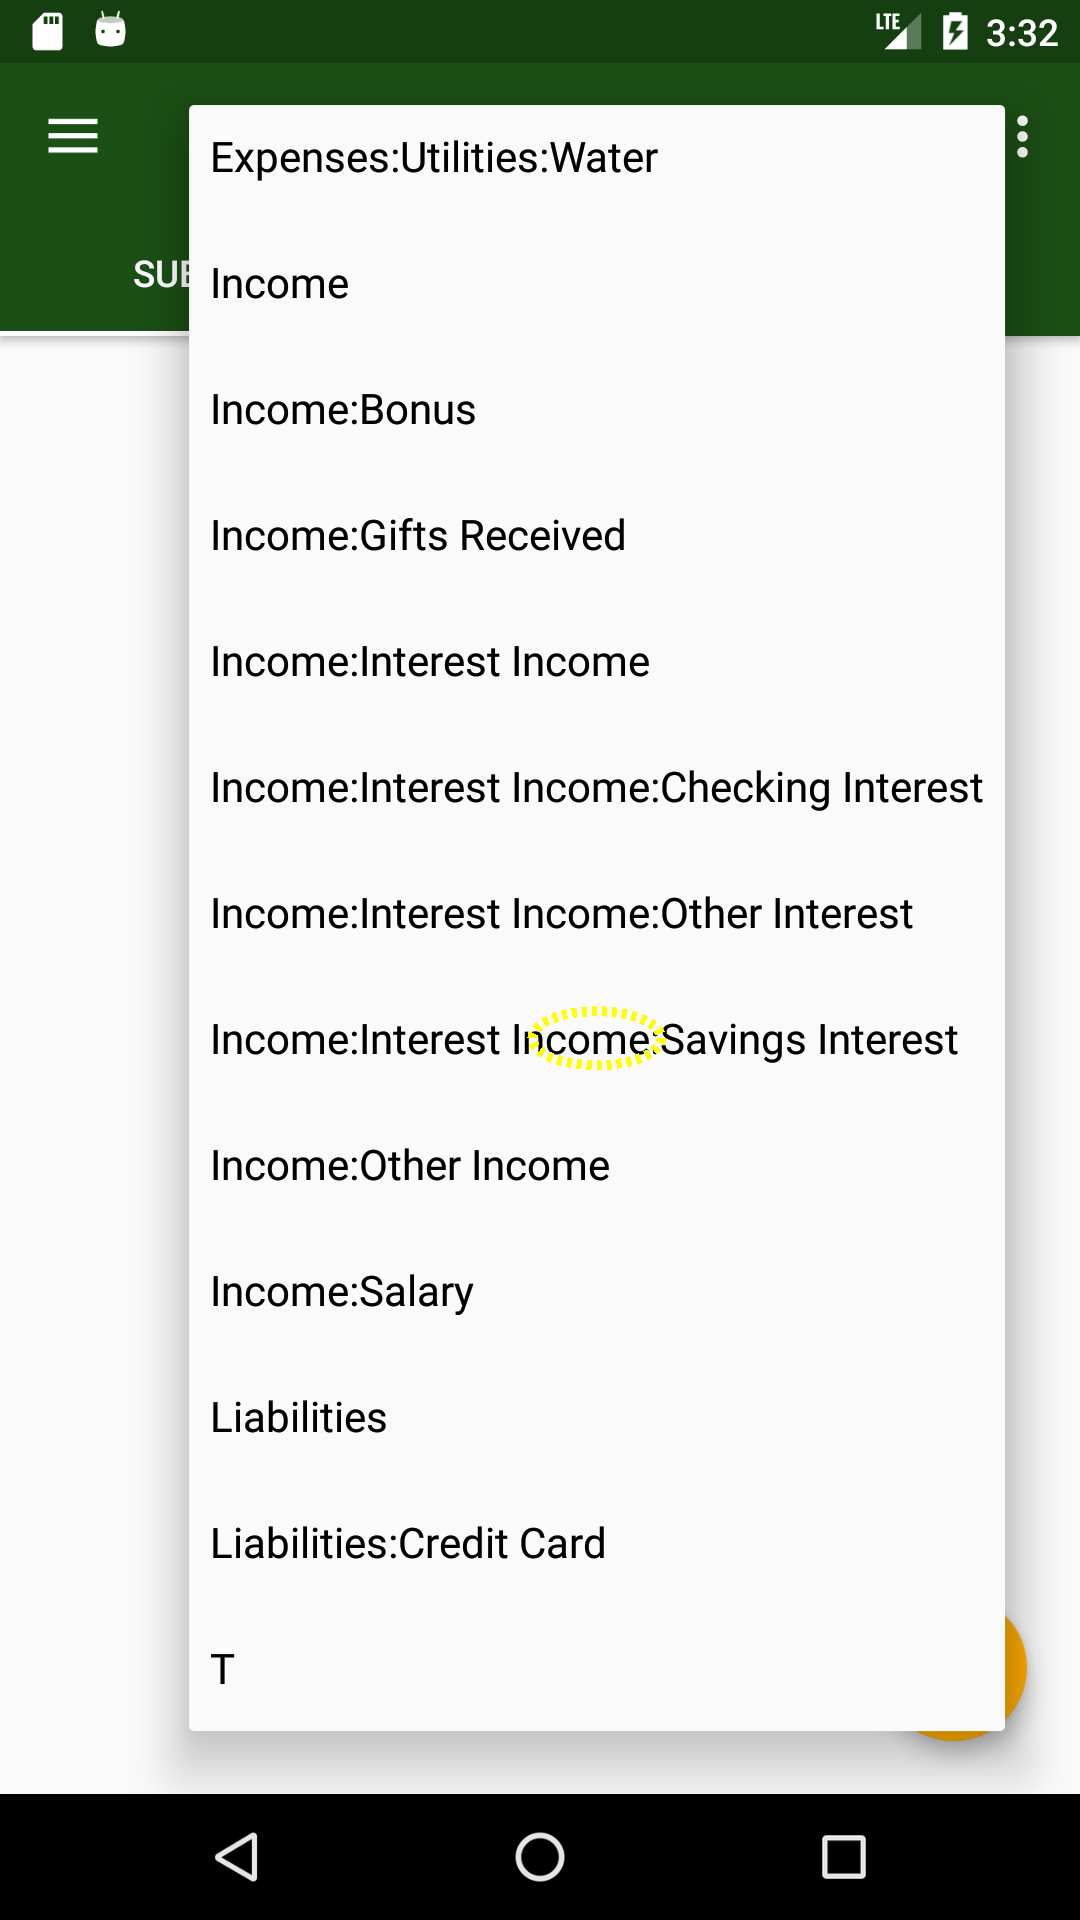 LTE 3:32
Expenses:Utilities:Water
SUB
Income
Income:Bonus
Income:Gifts Received
Income:Interest Income
Income:Interest Income:Checking Interest
Income:Interest Income:Other Interest
Income:Interest Income:Savings Interest
Income:Other Income
Income:Salary
Liabilities
Liabilities:Credit Card
T